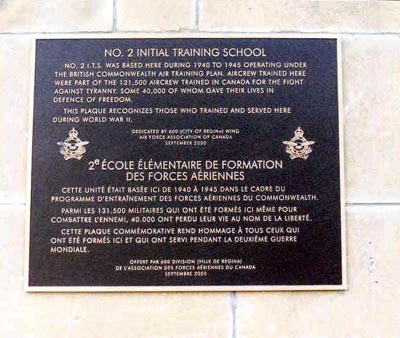 NO. 2 INITIAL TRAINING SCHOOL
NO. 2 I.T.S. WAS BASED HERE DURING 1940 TO 1945 OPERATING UNDER
THE BRITISH COMMONWEALTH AIR TRAINING PLAN. AIRCREW TRAINED HERE
WERE PART OF THE 131,500 AIRCREW TRAINED IN CANADA FOR THE FIGHT
AGAINST TYRANNY. SOME 40,000 OF WHOM GAVE THEIR LIVES IN
DEFENCE OF FREEDOM.
THIS PLAQUE RECOGNIZES THOSE WHO TRAINED AND SERVED HERE
DURING WORLD WAR II.
DEDICATED BY 600 (CITY OF REGINA) WING
AIR FORCE ASSOCIATION OF CANADA
SEPTEMBER 2000
2e ÉCOLE ÉLÉMENTAIRE DE FORMATION
DES FORCES AÉRIENNES
CETTE UNITÉ ÉTAIT BASÉE ICI DE 1940 À 1945 DANS LE CADRE DU
PROGRAMME D'ENTRAÎNEMENT DES FORCES AÉRIENNES DU COMMONWEALTH.
PARMI LES 131.500 MILITAIRES QUI ONT ÉTÉ FORMÉS ICI MÊME POUR
COMBATTRE L'ENNEMI, 40.000 ONT PERDU LEUR VIE AU NOM DE LA LIBERTÉ.
CETTE PLAQUE COMMÉMORATIVE REND HOMMAGE À TOUS CEUX QUI
ONT ÉTÉ FORMÉS ICI ET QUI ONT SERVI PENDANT LA DEUXIÈME GUERRE
MONDIALE.
OFFERT PAR 600 DIVISION (VILLE DE REGINA)
DE L'ASSOCIATION DES FORCES AÉRIENNES DU CANADA
SEPTEMBRE 2000